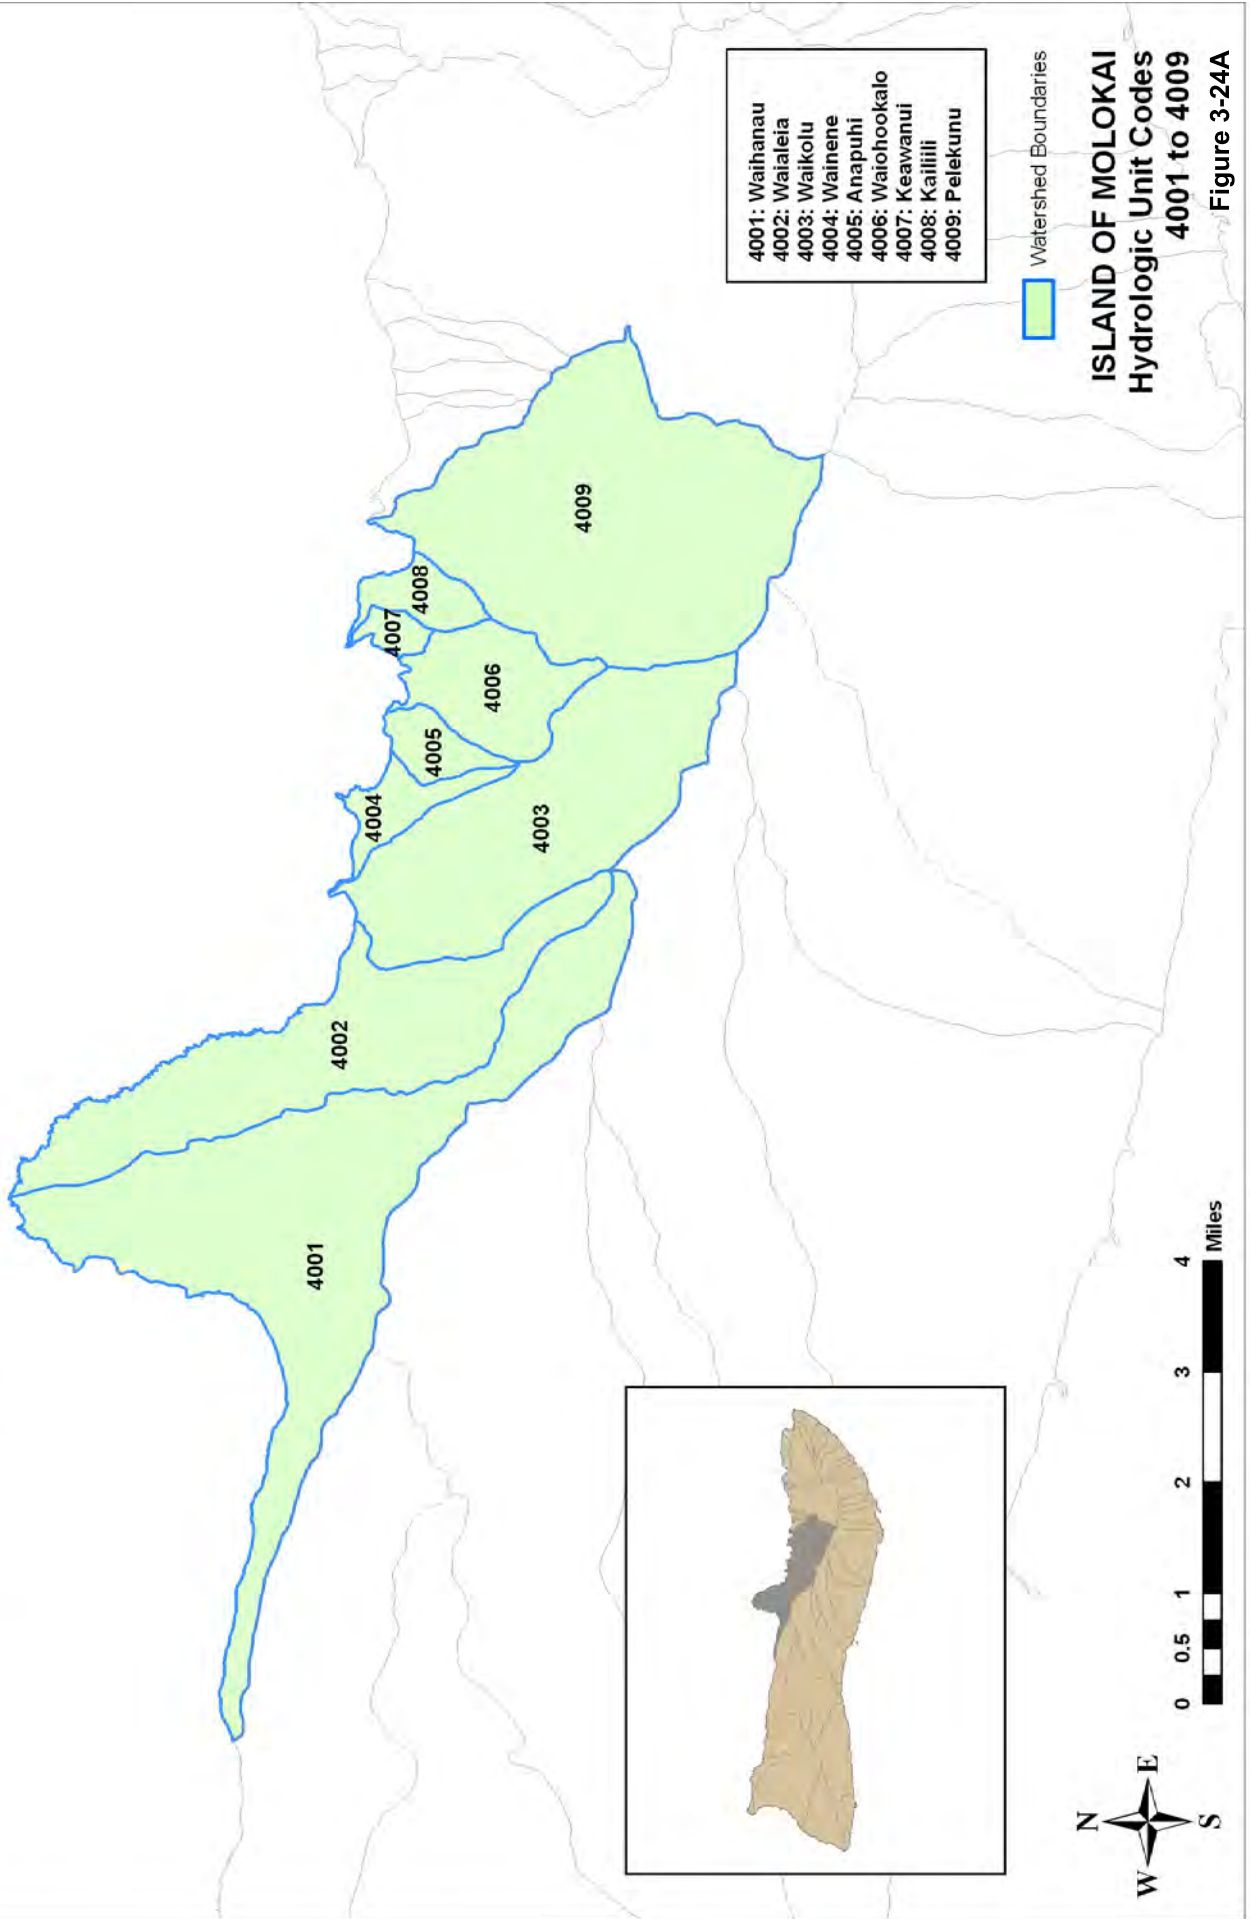 4001
4002
4003
4004
4005
4006
4007
4008
4009
4001: Waihanau
4002: Waialeia
4003: Waikolu
4004: Wainene
4005: Anapuhi
4006: Waiohookalo
4007: Keawanui
4008: Kailiili
4009: Pelekunu
Watershed Boundaries
ISLAND OF MOLOKAI
Hydrologic Unit Codes
4001 to 4009
Figure 3-24A
N
W E
S
0 0.5 1 2 3 4
Miles